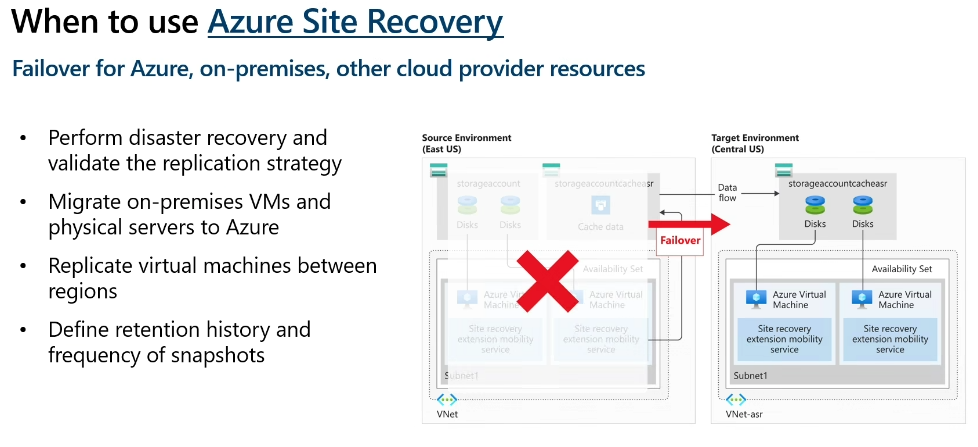 When to use Azure Site Recovery
Failover for Azure, on-premises, other cloud provider resources
• Perform disaster recovery and
validate the replication strategy
• Migrate on-premises VMs and
physical servers to Azure
• Replicate virtual machines between
regions
• Define retention history and
frequency of snapshots
Source Environment
(East US)
storageaccount
storageaccountcacheasr
Disks
Disks
Cache data
Availability Set
Azure Virtual
Machine
Azure Virtual
Machine
Site recovery
extension mobility
service
Site recovery
extension mobility
service
Subnet1
VNet
Data
flow
Failover
Target Environment
(Central US)
storageaccountcacheasr
Disks
Disks
Availability Set
Azure Virtual
Machine
Azure Virtual
Machine
Site recovery
extension mobility
service
Site recovery
extension mobility
service
Subnet1
VNet-asr